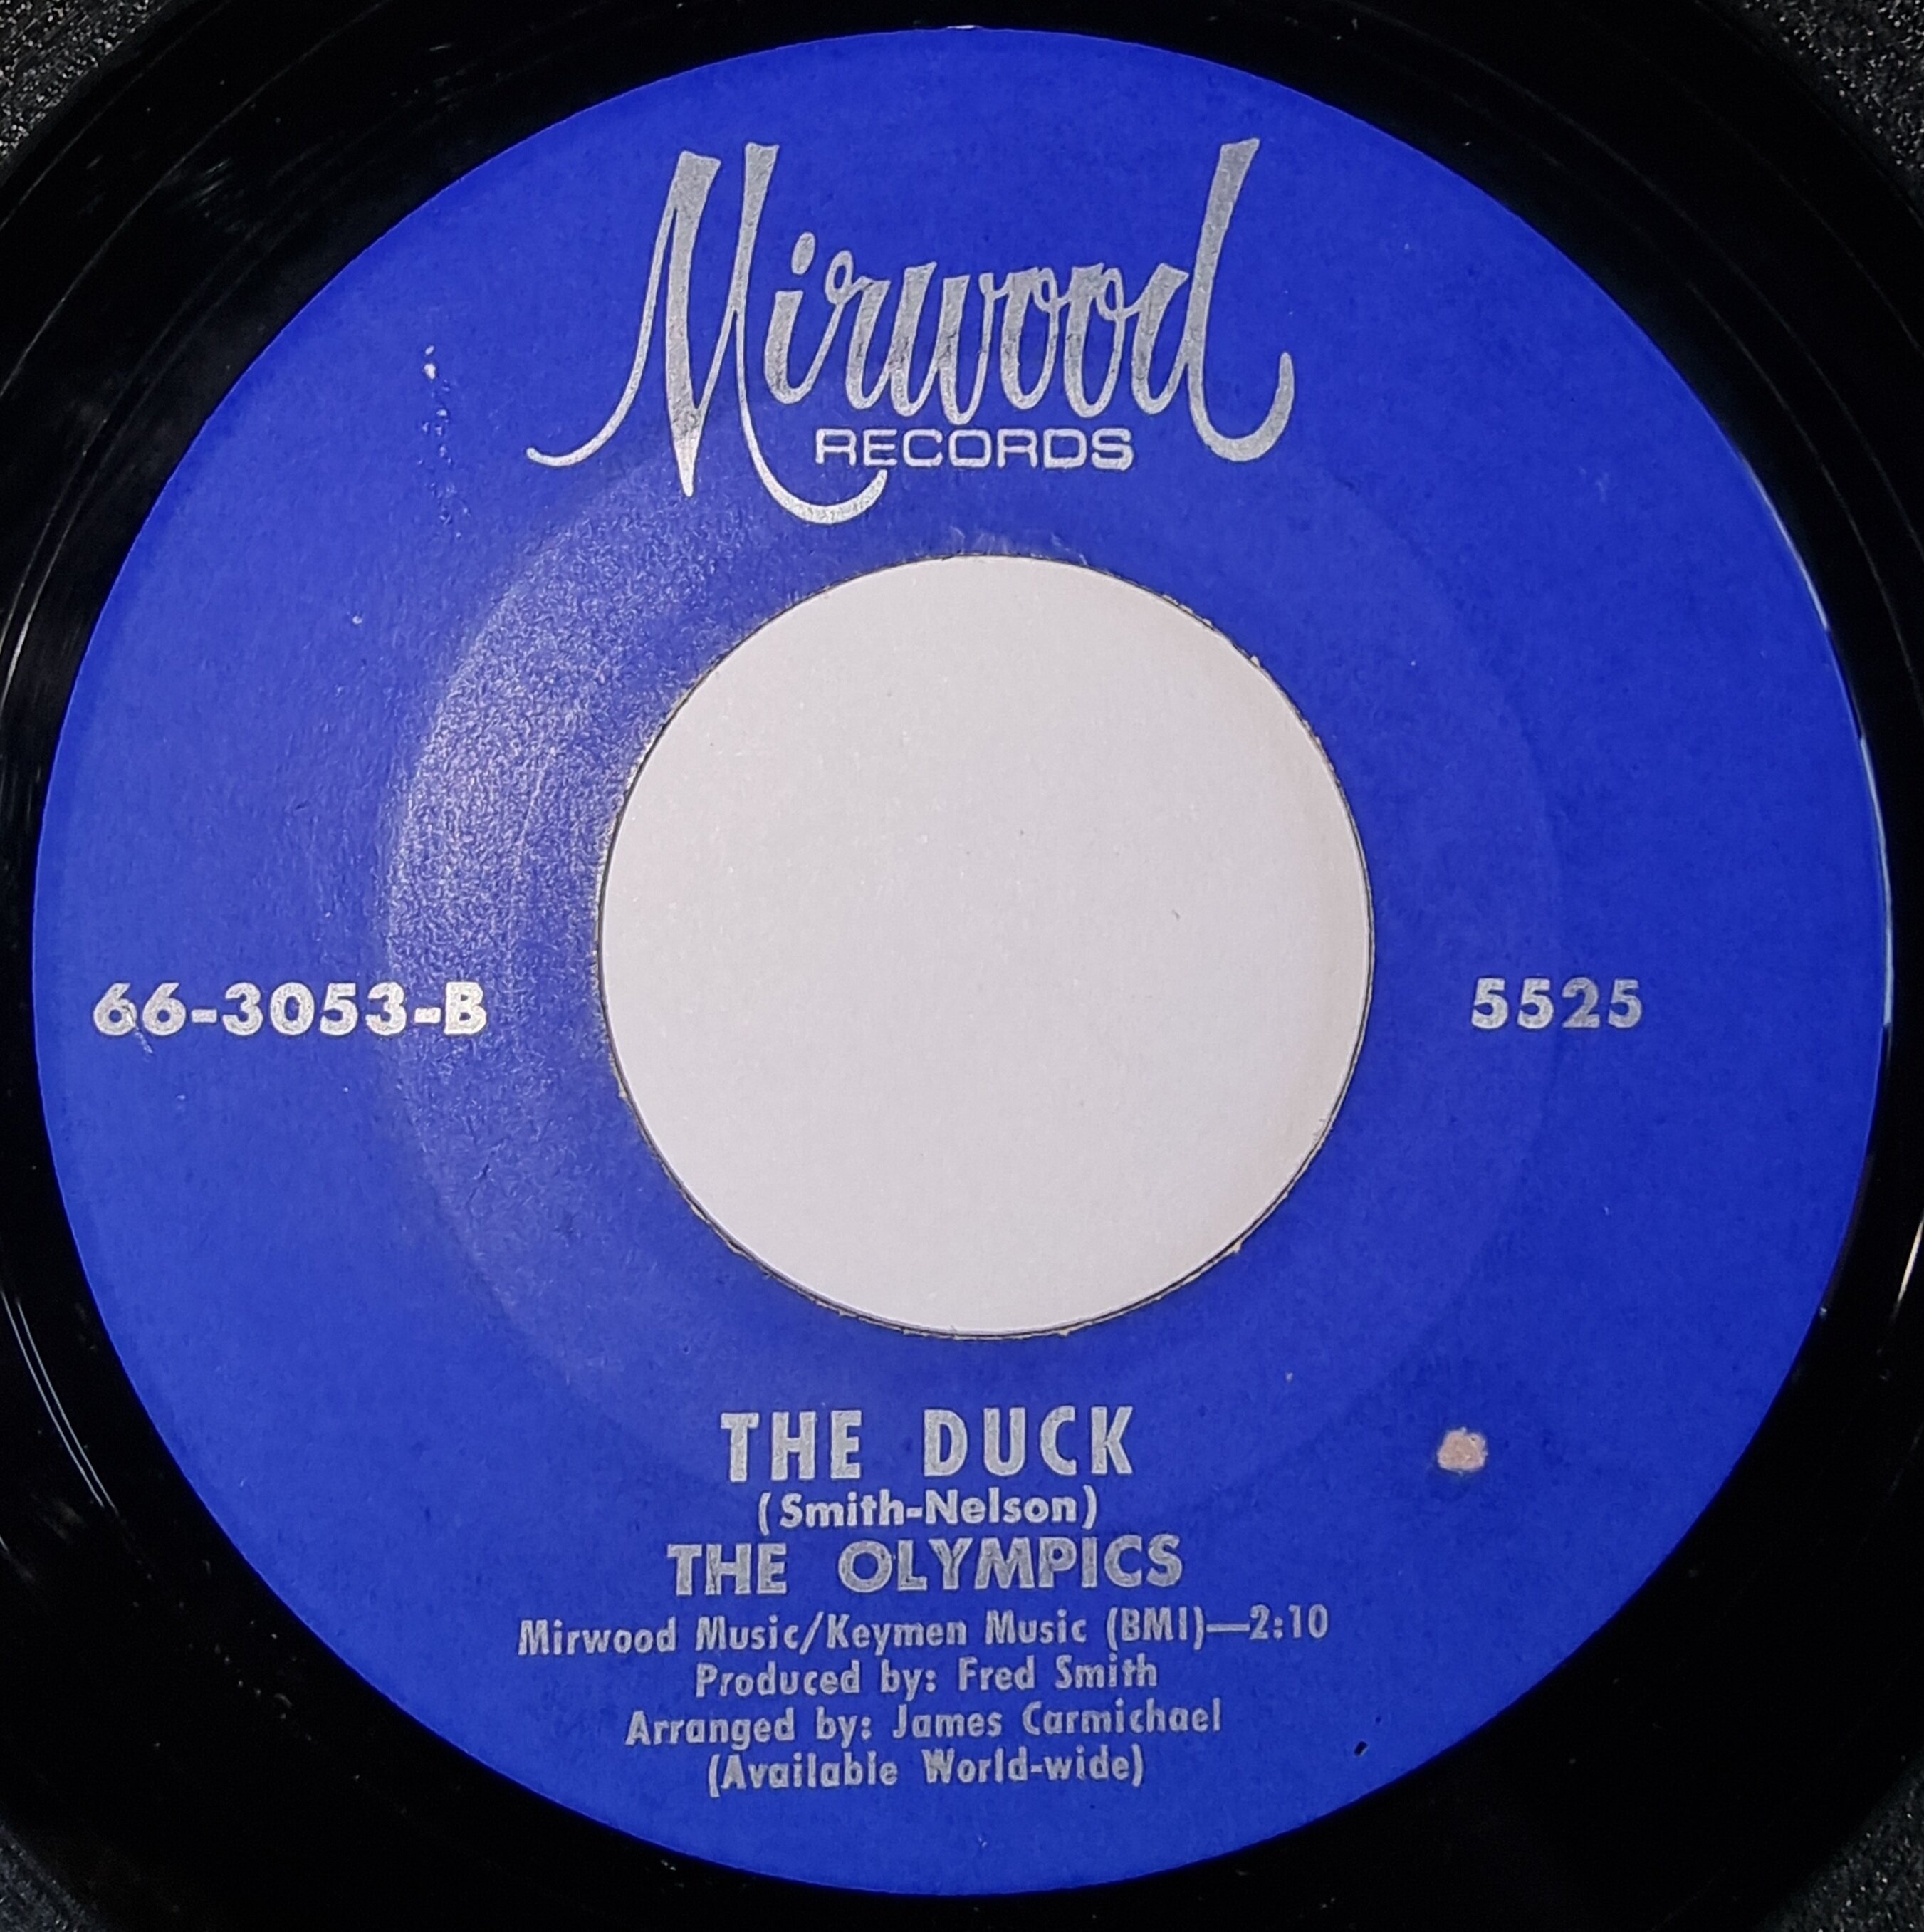 Mirwood
RECORDS
66-3053-B
5525
THE DUCK
(Smith-Nelson)
THE OLYMPICS
Mirwood Music/Keymen Music (BMI)—2:10
Produced by: Fred Smith
Arranged by: James Carmichael
(Available World-wide)